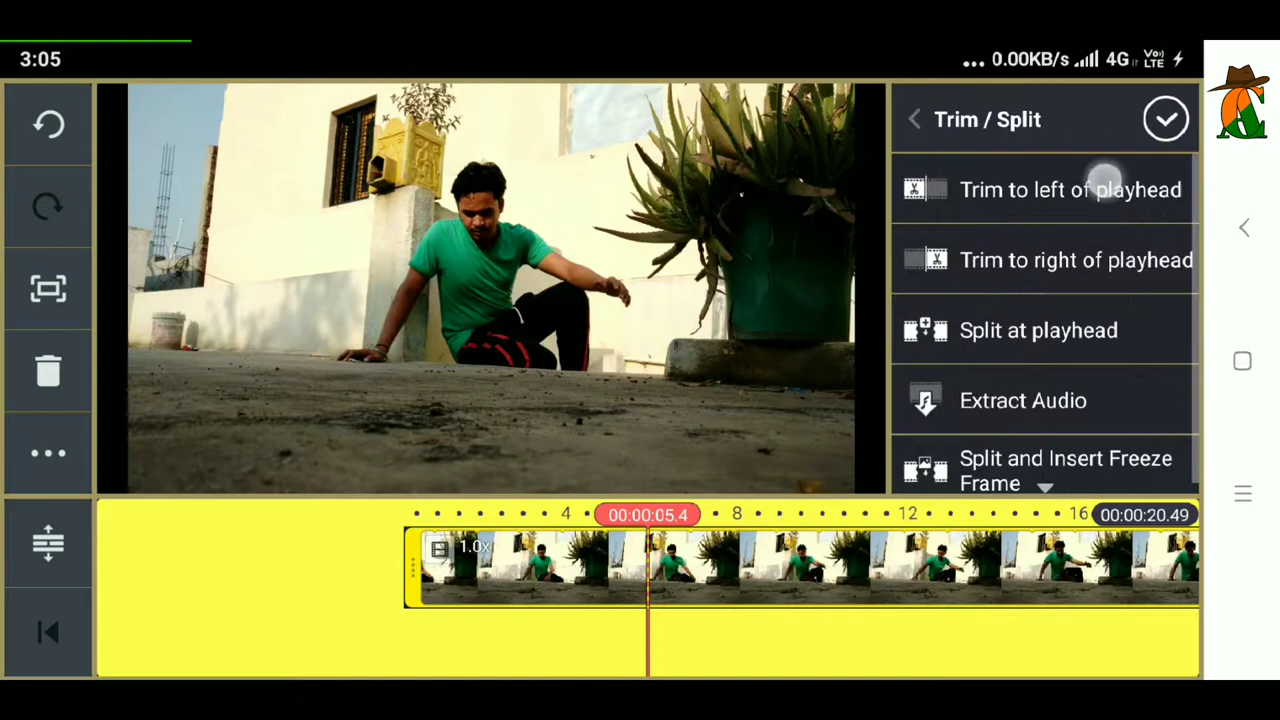 3:05
... 0.00KB/s 4G Vo)) LTE
Trim / Split
Trim to left of playhead
Trim to right of playhead
Split at playhead
Extract Audio
Split and Insert Freeze
Frame
4
00:00:05.4
8
12
16
00:00:20.49
1.0x